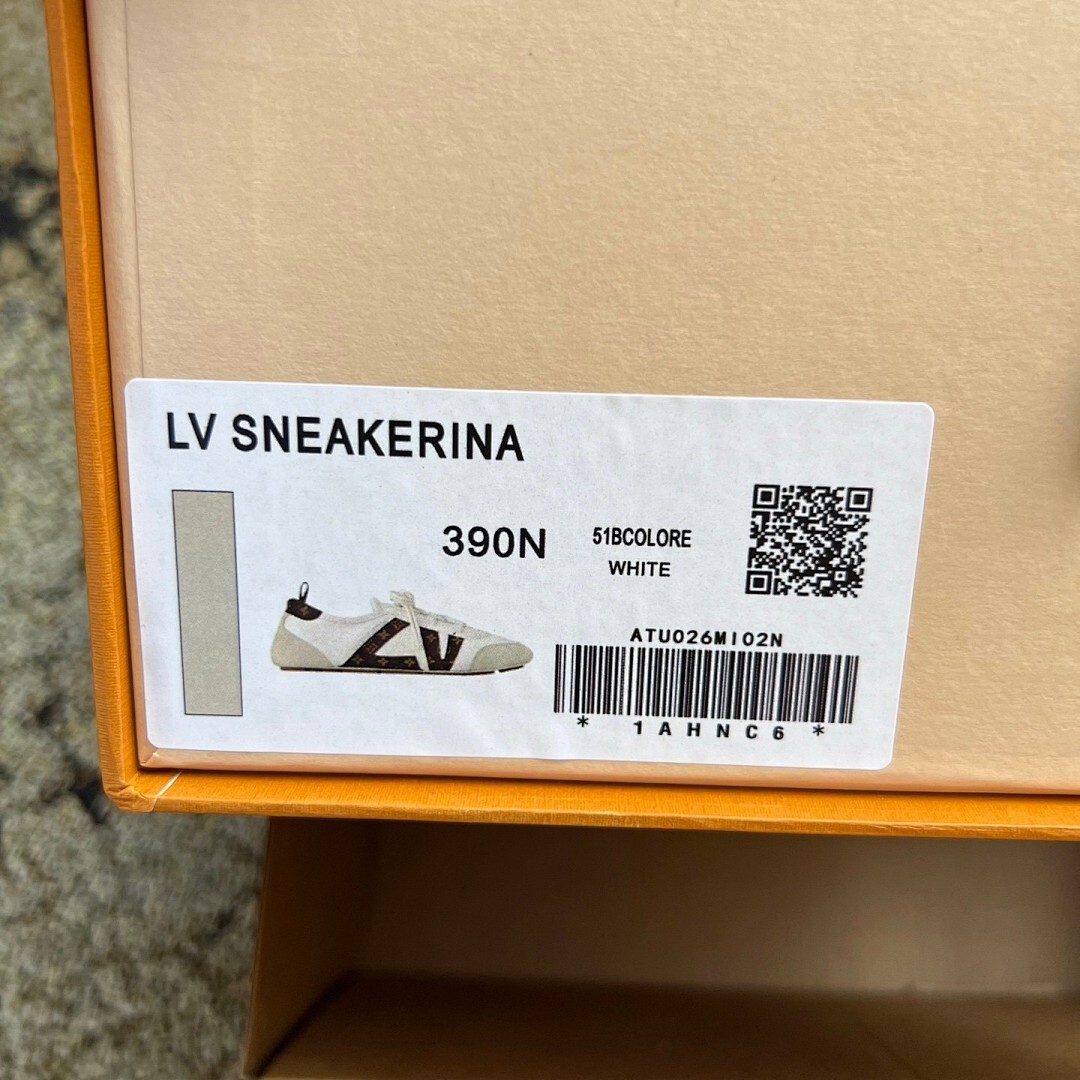 LV SNEAKERINA
390N
51BCOLORE
WHITE
ATU026MI02N
* 1AHNC6 *